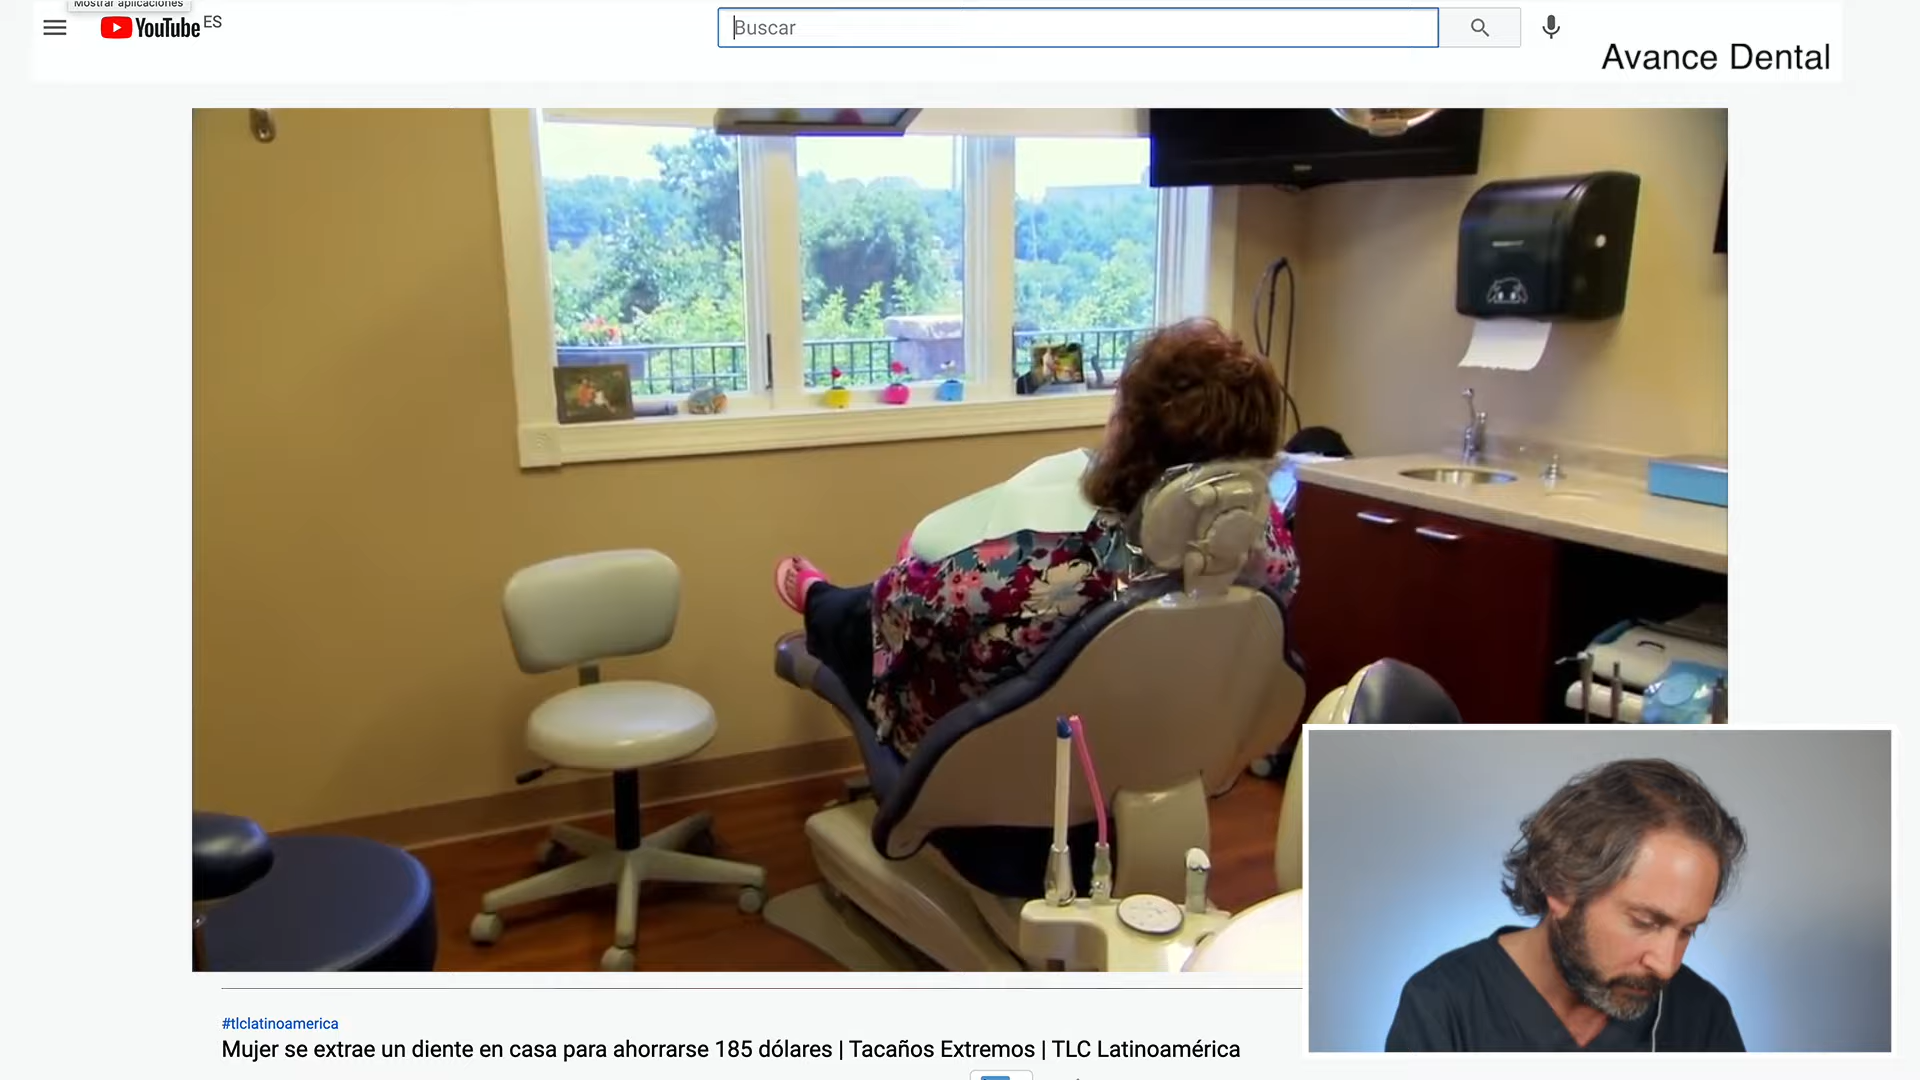 Mostrar aplicaciones
YouTube ES
Buscar
Avance Dental
#tlclatinoamerica
Mujer se extrae un diente en casa para ahorrarse 185 dólares | Tacaños Extremos | TLC Latinoamérica